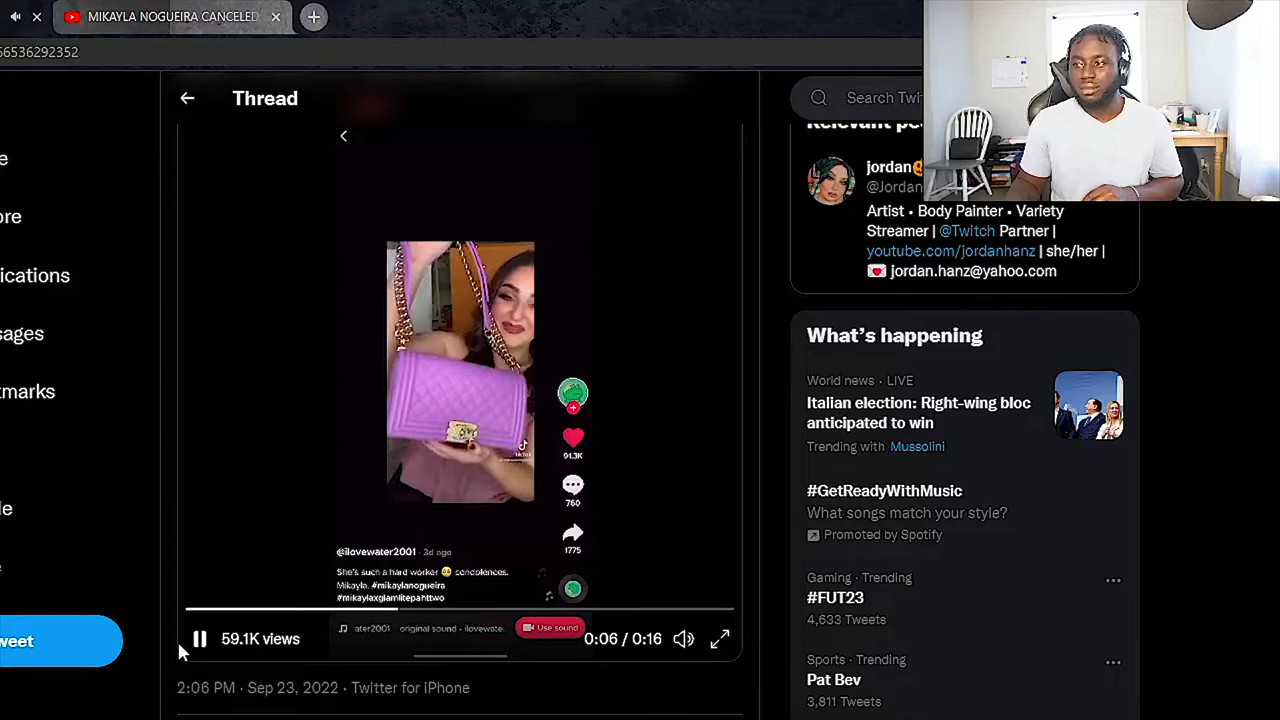 MIKAYLA NOGUEIRA CANCELED
66536292352
Thread
Search Twi
Relevant pe
jordan
@Jordan
Artist • Body Painter • Variety
Streamer | @Twitch Partner |
youtube.com/jordanhanz | she/her |
jordan.hanz@yahoo.com
e
ore
ications
sages
tmarks
le
weet
TikTok
91.3K
760
1775
@ilovewater2001 · 3d ago
She's such a hard worker 🥺 condolences.
Mikayla. #mikaylanogueira
#mikaylaxglamlitepahttwo
ater2001 original sound - ilovewate
Use sound
59.1K views
0:06 / 0:16
2:06 PM · Sep 23, 2022 · Twitter for iPhone
What's happening
World news · LIVE
Italian election: Right-wing bloc
anticipated to win
Trending with Mussolini
#GetReadyWithMusic
What songs match your style?
Promoted by Spotify
Gaming · Trending
#FUT23
4,633 Tweets
Sports · Trending
Pat Bev
3,811 Tweets